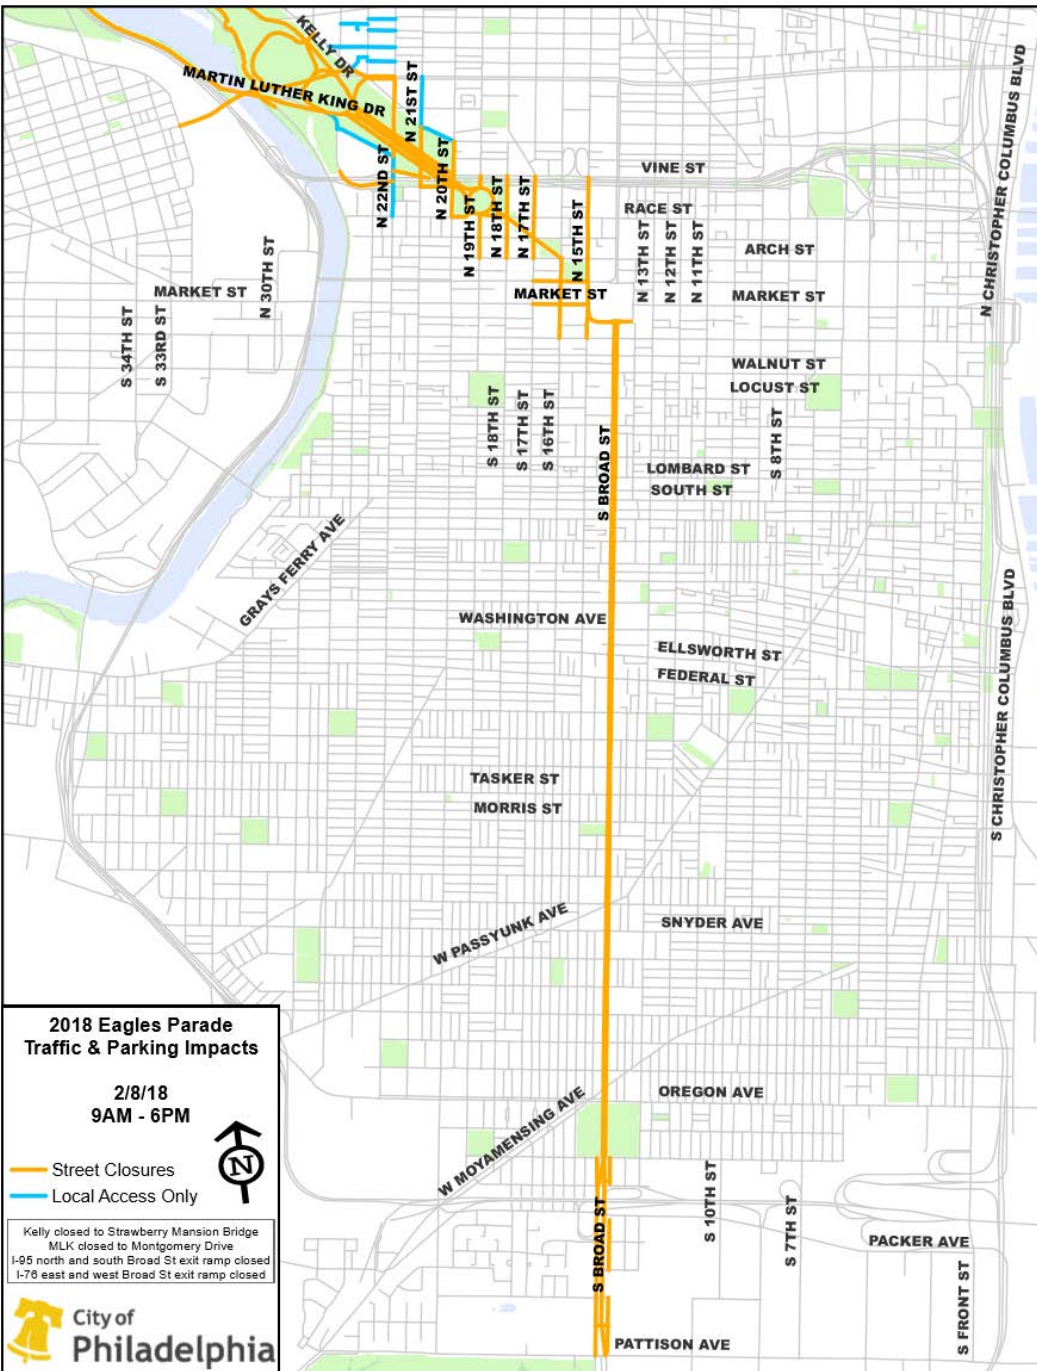 KELLY DR
MARTIN LUTHER KING DR
N 21ST ST
N 22ND ST
N 20TH ST
N 19TH ST
N 18TH ST
N 17TH ST
N 15TH ST
VINE ST
RACE ST
N 13TH ST
N 12TH ST
N 11TH ST
ARCH ST
N CHRISTOPHER COLUMBUS BLVD
N 30TH ST
MARKET ST
MARKET ST
MARKET ST
S 34TH ST
S 33RD ST
WALNUT ST
LOCUST ST
S 18TH ST
S 17TH ST
S 16TH ST
S BROAD ST
S 8TH ST
LOMBARD ST
SOUTH ST
GRAYS FERRY AVE
WASHINGTON AVE
ELLSWORTH ST
FEDERAL ST
S CHRISTOPHER COLUMBUS BLVD
TASKER ST
MORRIS ST
W PASSYUNK AVE
SNYDER AVE
OREGON AVE
W MOYAMENSING AVE
S BROAD ST
S 10TH ST
S 7TH ST
PACKER AVE
S FRONT ST
PATTISON AVE
2018 Eagles Parade
Traffic & Parking Impacts
2/8/18
9AM - 6PM
N
Street Closures
Local Access Only
Kelly closed to Strawberry Mansion Bridge
MLK closed to Montgomery Drive
I-95 north and south Broad St exit ramp closed
I-76 east and west Broad St exit ramp closed
City of
Philadelphia